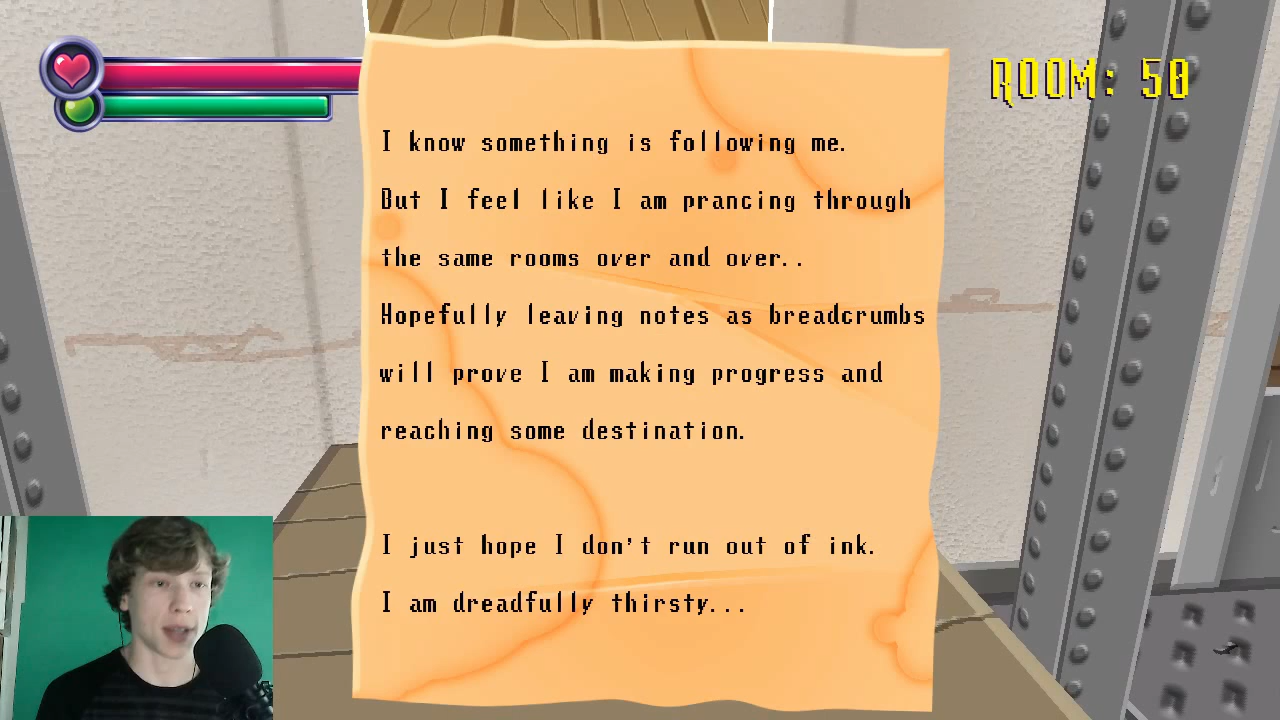 ROOM: 50
I know something is following me.
But I feel like I am prancing through
the same rooms over and over..
Hopefully leaving notes as breadcrumbs
will prove I am making progress and
reaching some destination.
I just hope I don't run out of ink.
I am dreadfully thirsty...